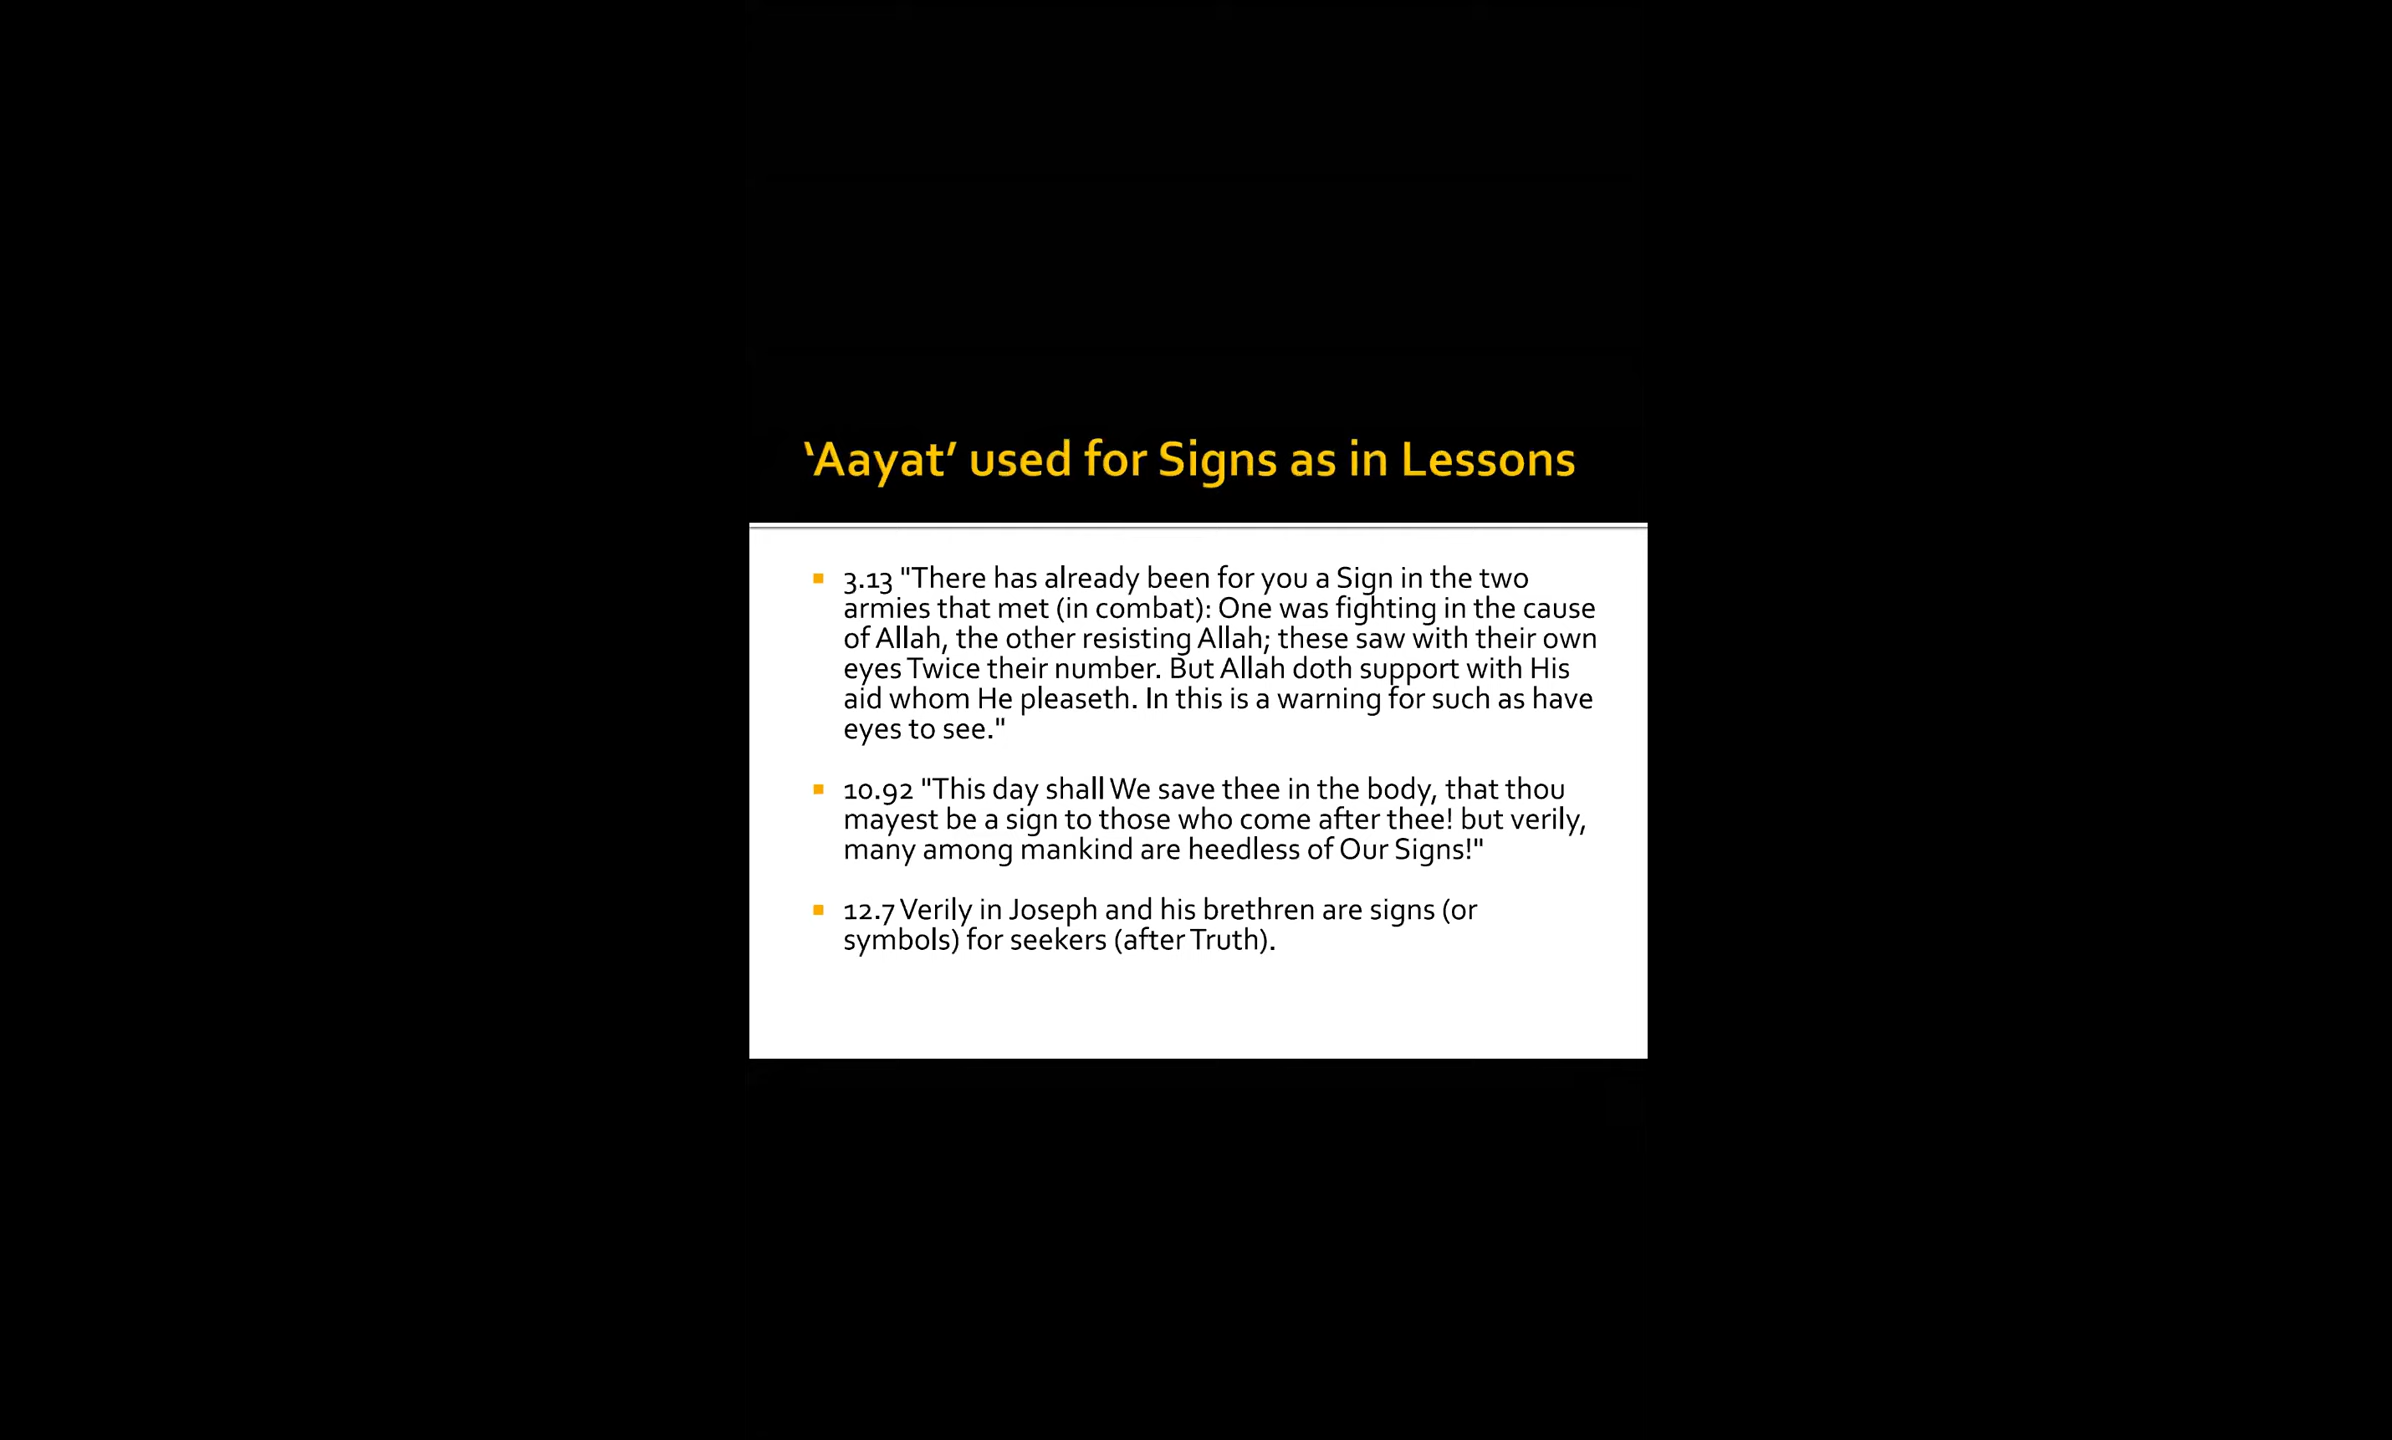 ‘Aayat’ used for Signs as in Lessons
3.13 "There has already been for you a Sign in the two
armies that met (in combat): One was fighting in the cause
of Allah, the other resisting Allah; these saw with their own
eyes Twice their number. But Allah doth support with His
aid whom He pleaseth. In this is a warning for such as have
eyes to see."
10.92 "This day shall We save thee in the body, that thou
mayest be a sign to those who come after thee! but verily,
many among mankind are heedless of Our Signs!"
12.7 Verily in Joseph and his brethren are signs (or
symbols) for seekers (after Truth).